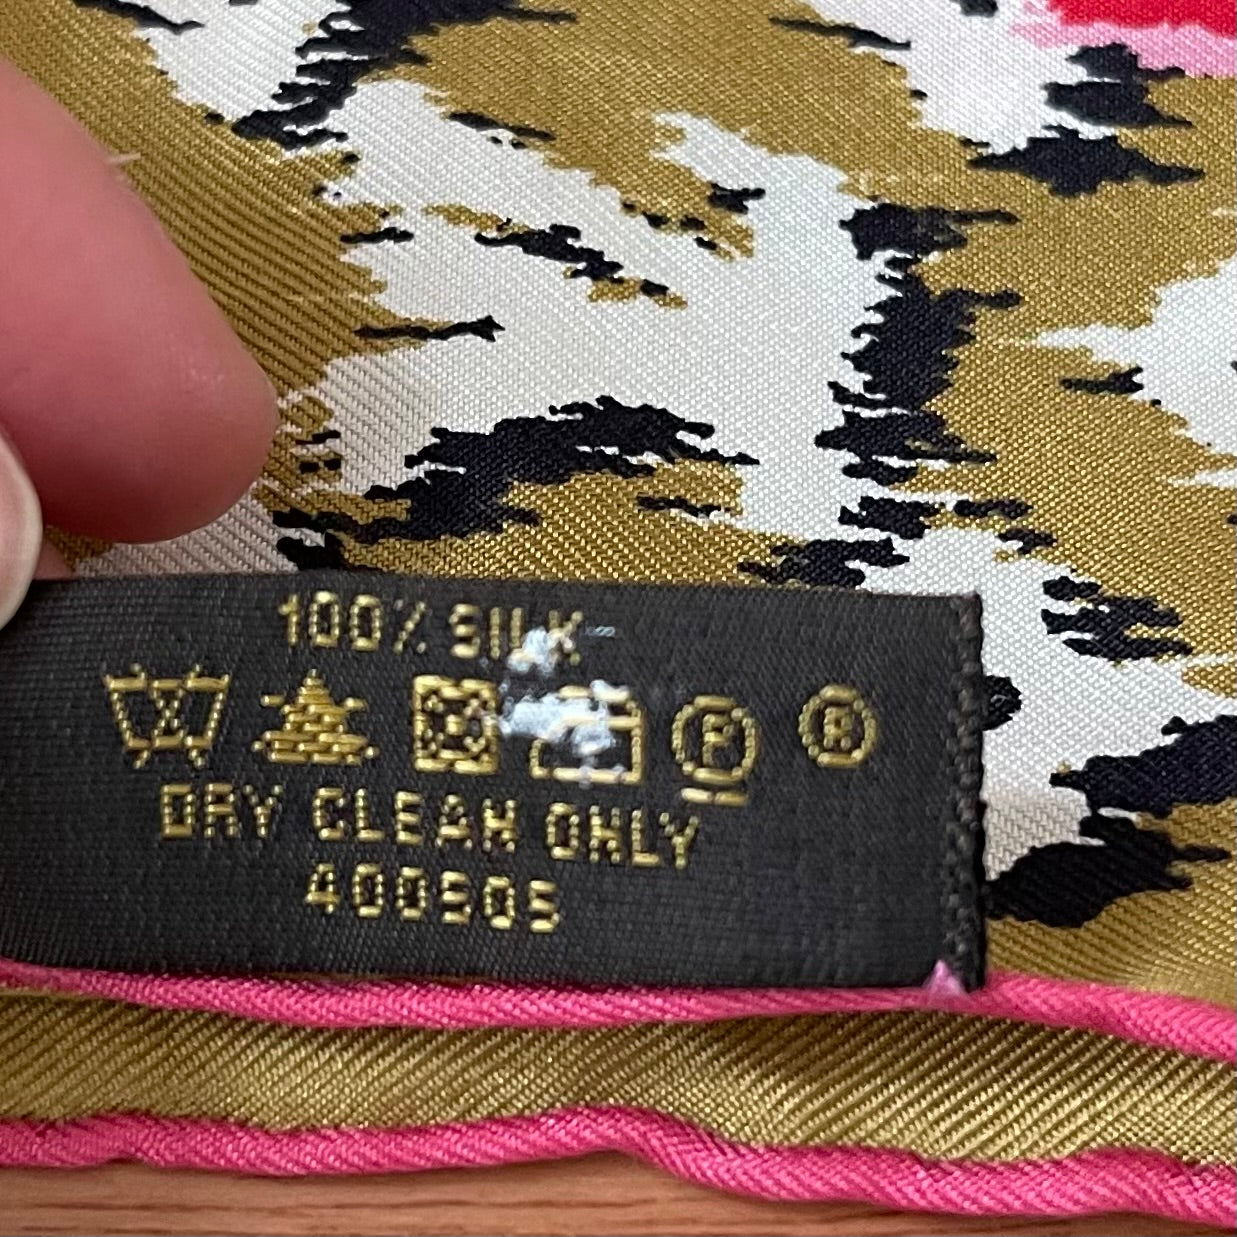 100% SILK
F R
DRY CLEAN ONLY
400505